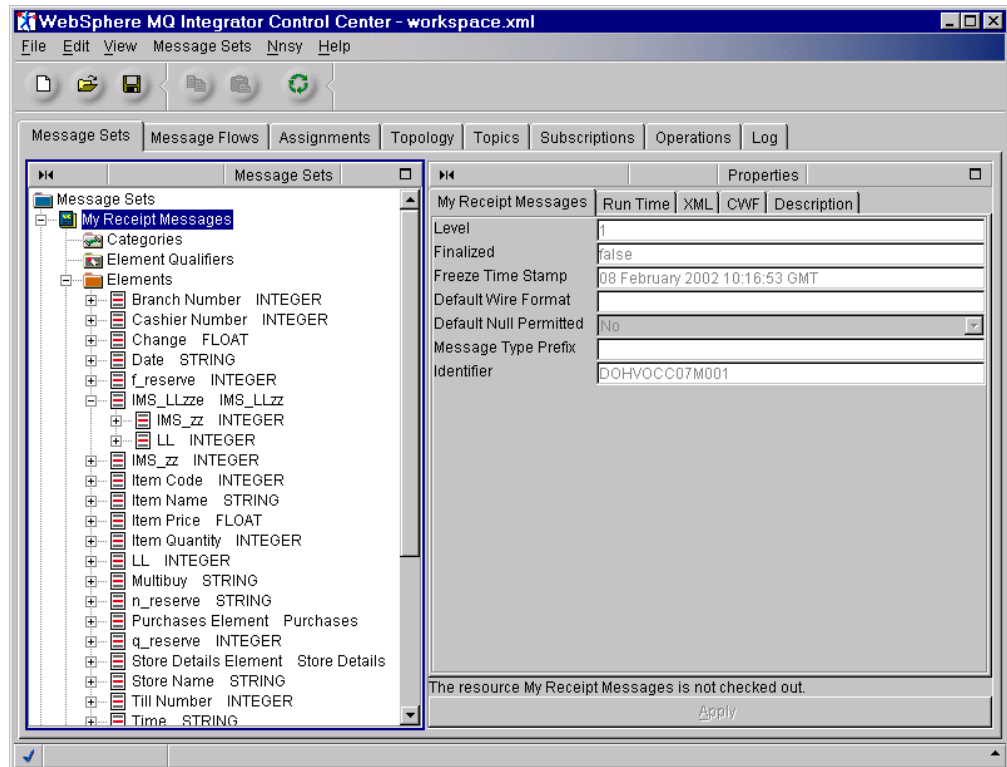 WebSphere MQ Integrator Control Center - workspace.xml
File Edit View Message Sets Nnsy Help
Message Sets Message Flows Assignments Topology Topics Subscriptions Operations Log
Message Sets
Message Sets
My Receipt Messages
Categories
Element Qualifiers
Elements
Branch Number INTEGER
Cashier Number INTEGER
Change FLOAT
Date STRING
f_reserve INTEGER
IMS_LLzze IMS_LLzz
IMS_zz INTEGER
LL INTEGER
IMS_zz INTEGER
Item Code INTEGER
Item Name STRING
Item Price FLOAT
Item Quantity INTEGER
LL INTEGER
Multibuy STRING
n_reserve STRING
Purchases Element Purchases
q_reserve INTEGER
Store Details Element Store Details
Store Name STRING
Till Number INTEGER
Time STRING
Properties
My Receipt Messages Run Time XML CWF Description
Level 1
Finalized false
Freeze Time Stamp 08 February 2002 10:16:53 GMT
Default Wire Format
Default Null Permitted No
Message Type Prefix
Identifier DOHVOCC07M001
The resource My Receipt Messages is not checked out.
Apply